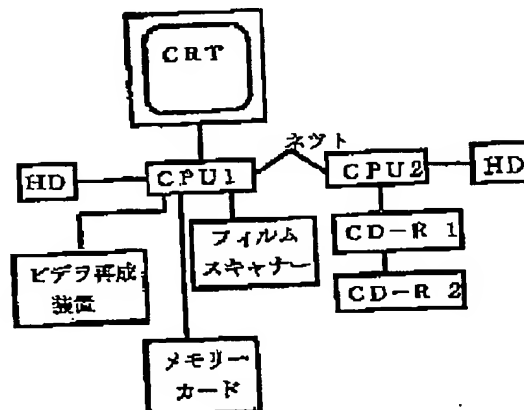 CRT
ネット
HD
CPU1
CPU2
HD
フィルム
スキャナー
CD-R 1
ビデヲ再成
装置
CD-R 2
メモリー
カード